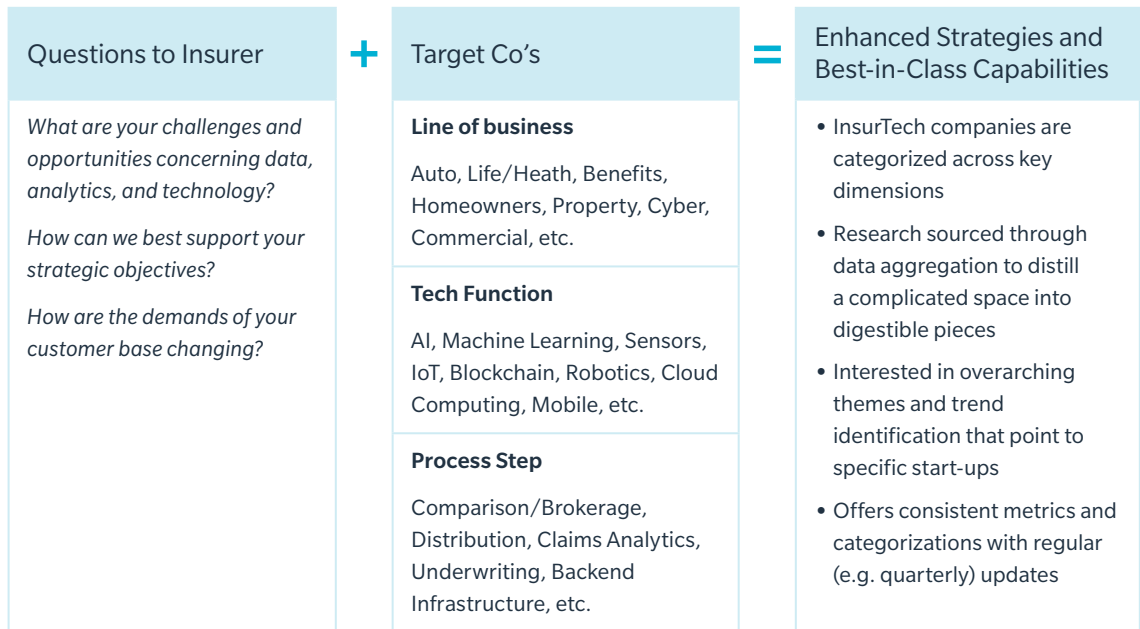 Questions to Insurer
What are your challenges and
opportunities concerning data,
analytics, and technology?
How can we best support your
strategic objectives?
How are the demands of your
customer base changing?
+
Target Co’s
Line of business
Auto, Life/Heath, Benefits,
Homeowners, Property, Cyber,
Commercial, etc.
Tech Function
AI, Machine Learning, Sensors,
IoT, Blockchain, Robotics, Cloud
Computing, Mobile, etc.
Process Step
Comparison/Brokerage,
Distribution, Claims Analytics,
Underwriting, Backend
Infrastructure, etc.
=
Enhanced Strategies and
Best-in-Class Capabilities
• InsurTech companies are
categorized across key
dimensions
• Research sourced through
data aggregation to distill
a complicated space into
digestible pieces
• Interested in overarching
themes and trend
identification that point to
specific start-ups
• Offers consistent metrics and
categorizations with regular
(e.g. quarterly) updates